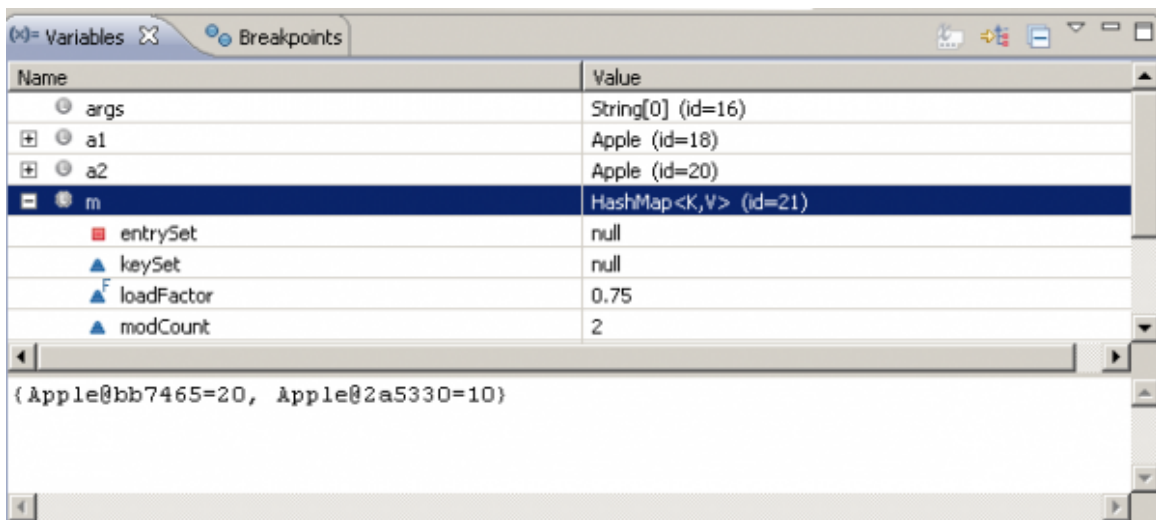 (x)= Variables Breakpoints
Name Value
args String[0] (id=16)
a1 Apple (id=18)
a2 Apple (id=20)
m HashMap<K,V> (id=21)
entrySet null
keySet null
F loadFactor 0.75
modCount 2
{Apple@bb7465=20, Apple@2a5330=10}